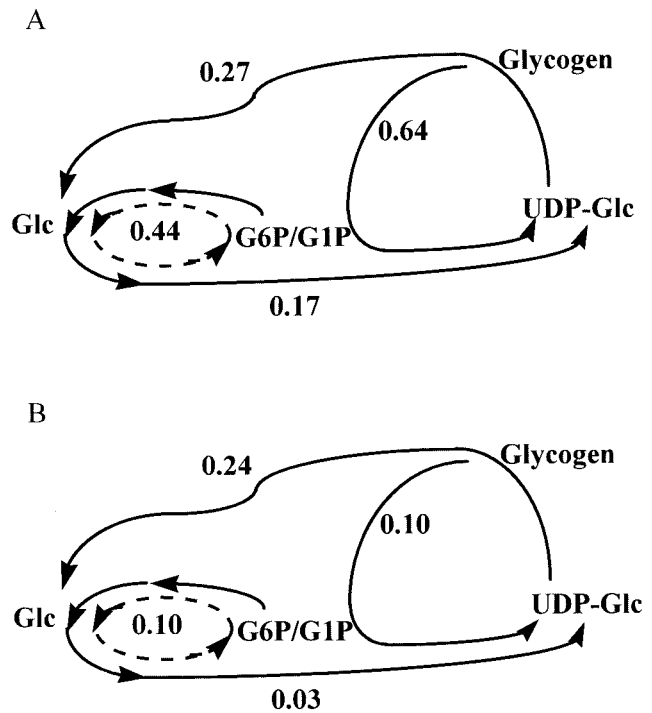 A
Glycogen
0.27
0.64
UDP-Glc
Glc
0.44
G6P/G1P
0.17
B
Glycogen
0.24
0.10
UDP-Glc
Glc
0.10
G6P/G1P
0.03